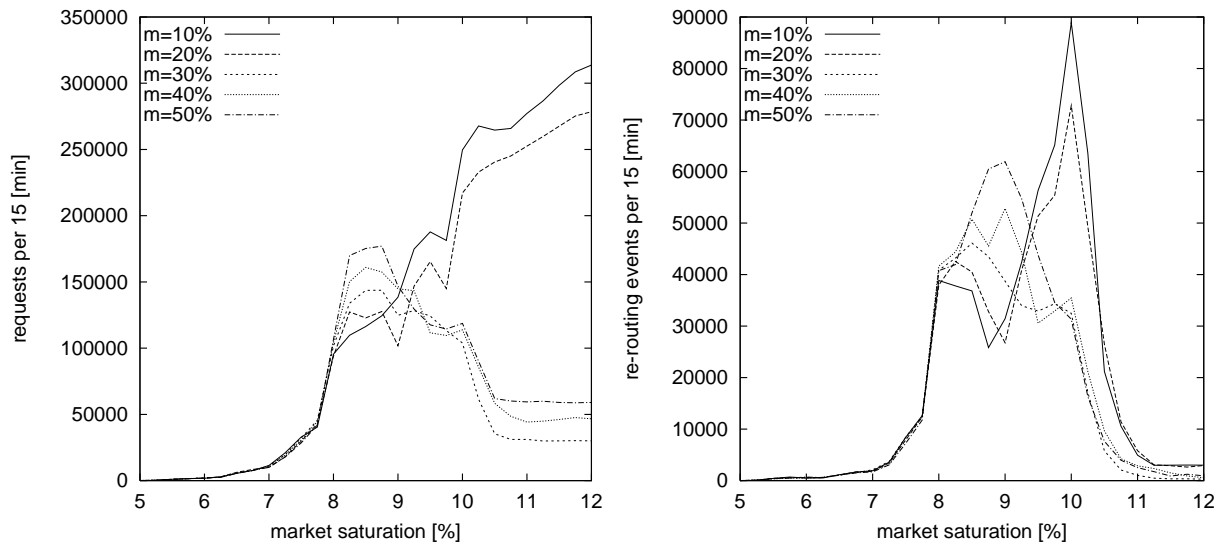 requests per 15 [min]
350000
300000
250000
200000
150000
100000
50000
0
m=10%
m=20%
m=30%
m=40%
m=50%
5 6 7 8 9 10 11 12
market saturation [%]
re-routing events per 15 [min]
90000
80000
70000
60000
50000
40000
30000
20000
10000
0
m=10%
m=20%
m=30%
m=40%
m=50%
5 6 7 8 9 10 11 12
market saturation [%]